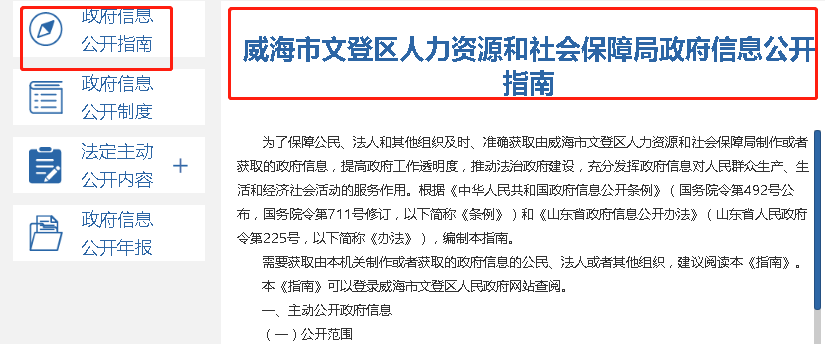 政府信息
公开指南
政府信息
公开制度
法定主动
公开内容
政府信息
公开年报
威海市文登区人力资源和社会保障局政府信息公开
指南
为了保障公民、法人和其他组织及时、准确获取由威海市文登区人力资源和社会保障局制作或者
获取的政府信息，提高政府工作透明度，推动法治政府建设，充分发挥政府信息对人民群众生产、生
活和经济社会活动的服务作用。根据《中华人民共和国政府信息公开条例》（国务院令第492号公
布，国务院令第711号修订，以下简称《条例》）和《山东省政府信息公开办法》（山东省人民政府
令第225号，以下简称《办法》），编制本指南。
需要获取由本机关制作或者获取的政府信息的公民、法人或者其他组织，建议阅读本《指南》。
本《指南》可以登录威海市文登区人民政府网站查阅。
一、主动公开政府信息
（一）公开范围